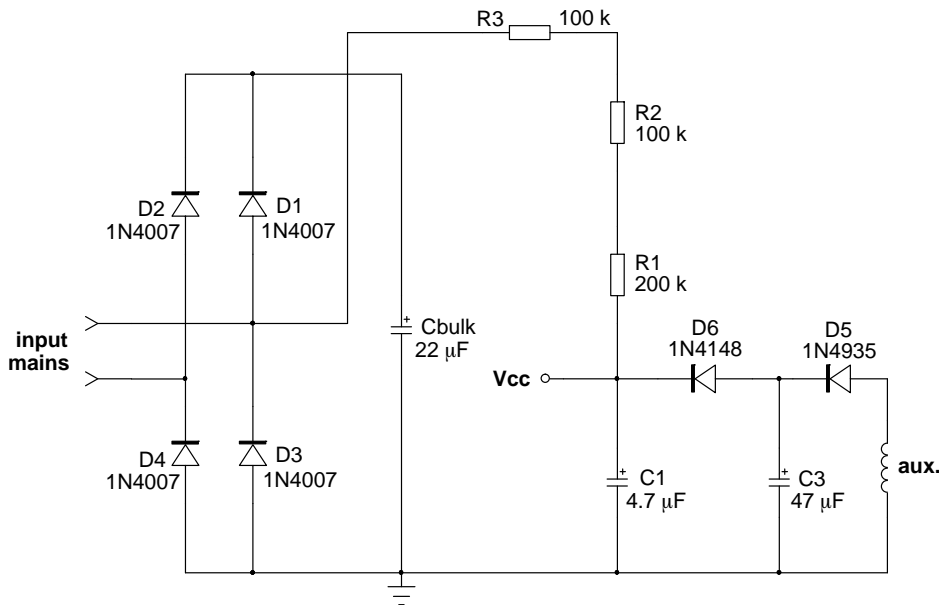 R3 100 k
R2
100 k
D2
1N4007
D1
1N4007
R1
200 k
input
mains
+
Cbulk
22 μF
D6
1N4148
D5
1N4935
Vcc
D4
1N4007
D3
1N4007
+
C1
4.7 μF
+
C3
47 μF
aux.